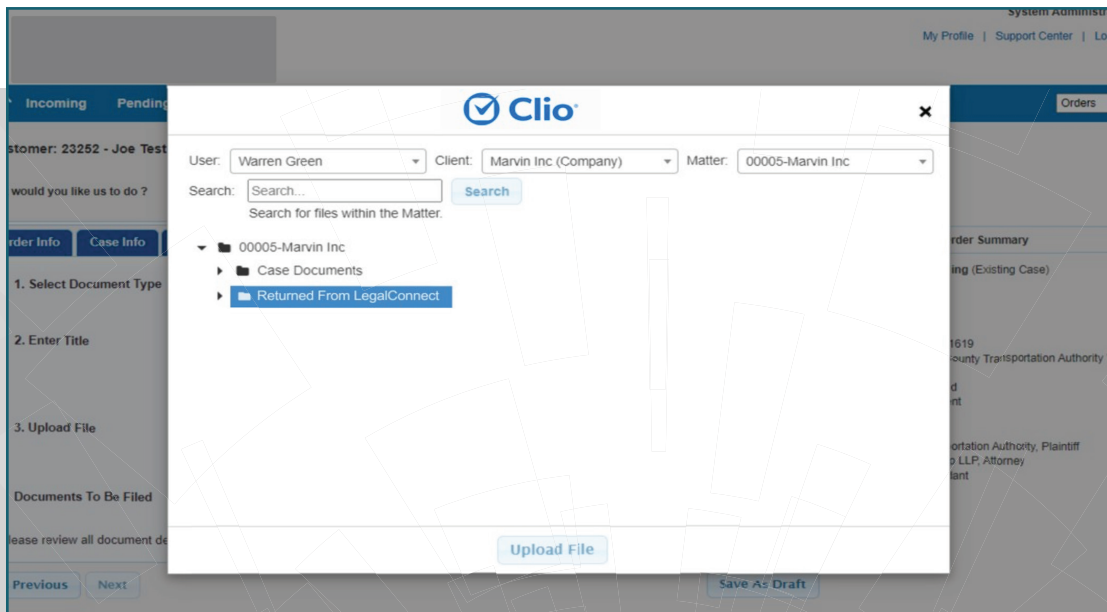 System Administr
My Profile | Support Center | Lo
Incoming Pending
Orders
Clio
×
stomer: 23252 - Joe Test
would you like us to do ?
User: Warren Green Client: Marvin Inc (Company) Matter: 00005-Marvin Inc
Search: Search... Search
Search for files within the Matter.
rder Info Case Info
rder Summary
00005-Marvin Inc
ing (Existing Case)
Case Documents
1. Select Document Type
Returned From LegalConnect
2. Enter Title
1619
ounty Transportation Authority
d
nt
3. Upload File
ortation Authority, Plaintiff
p LLP, Attorney
lant
Documents To Be Filed
lease review all document de
Upload File
Previous Next
Save As Draft